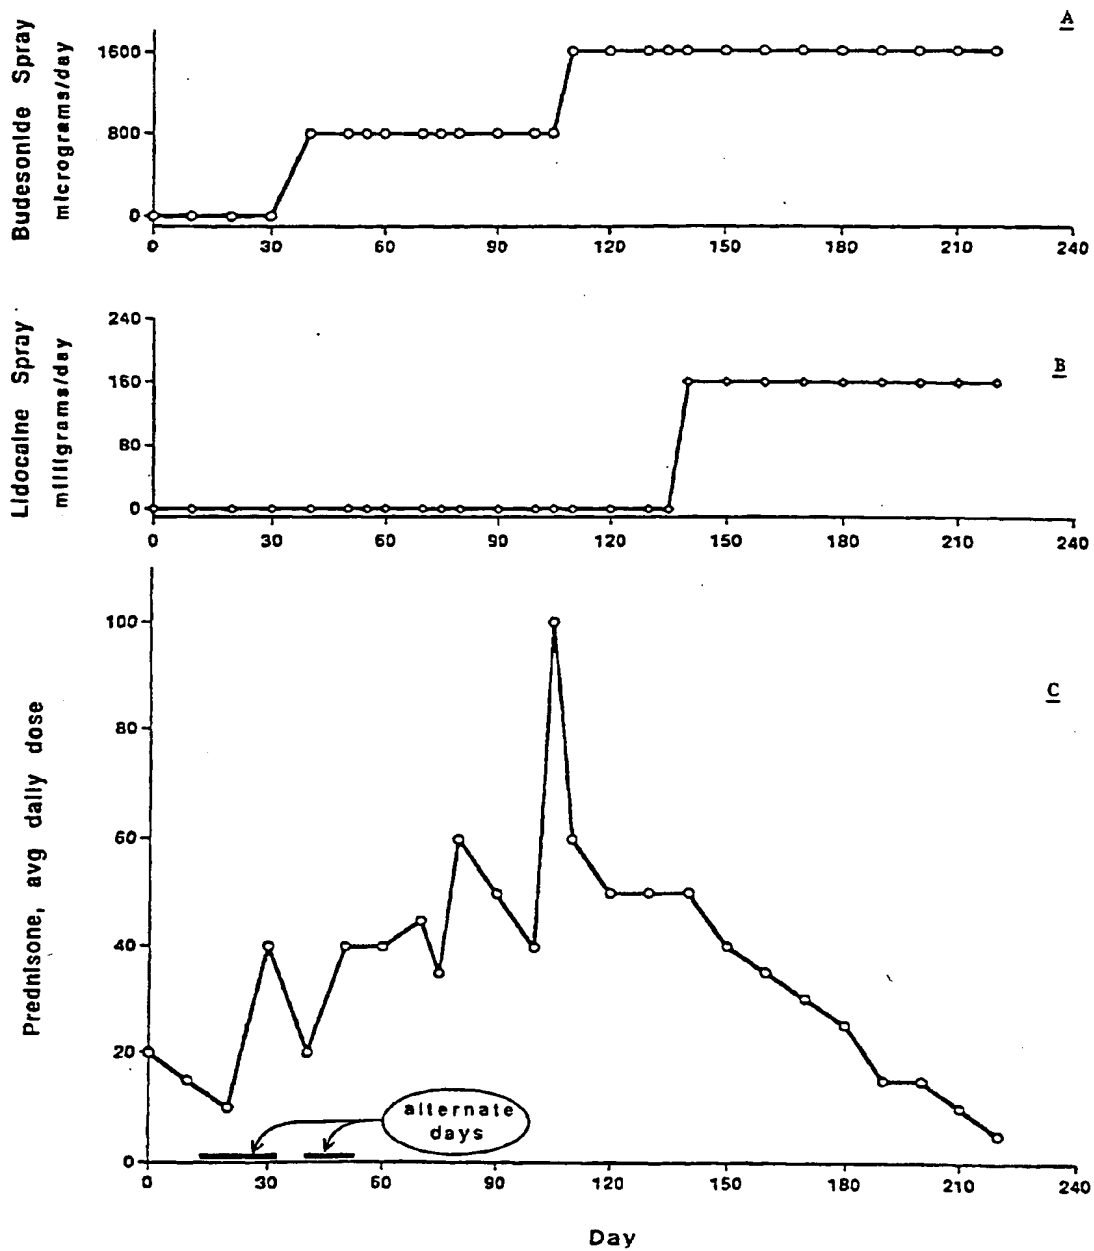 A
Budesonide Spray
micrograms/day
1600
800
0
0 30 60 90 120 150 180 210 240
B
Lidocaine Spray
milligrams/day
240
160
80
0
0 30 60 90 120 150 180 210 240
C
Prednisone, avg daily dose
100
80
60
40
20
0
alternate
days
0 30 60 90 120 150 180 210 240
Day